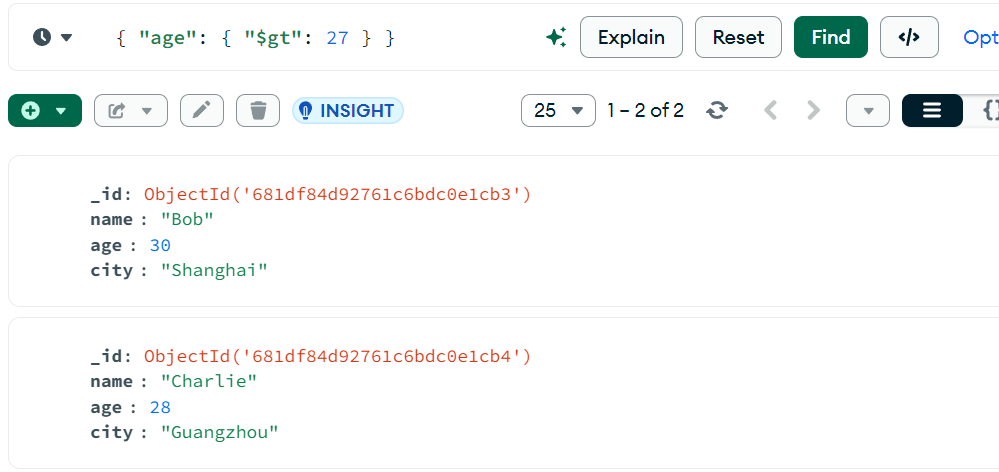 { "age": { "$gt": 27 } }
Explain
Reset
Find
</>
Opt
INSIGHT
25
1 – 2 of 2
{}
_id: ObjectId('681df84d92761c6bdc0e1cb3')
name : "Bob"
age : 30
city : "Shanghai"
_id: ObjectId('681df84d92761c6bdc0e1cb4')
name : "Charlie"
age : 28
city : "Guangzhou"